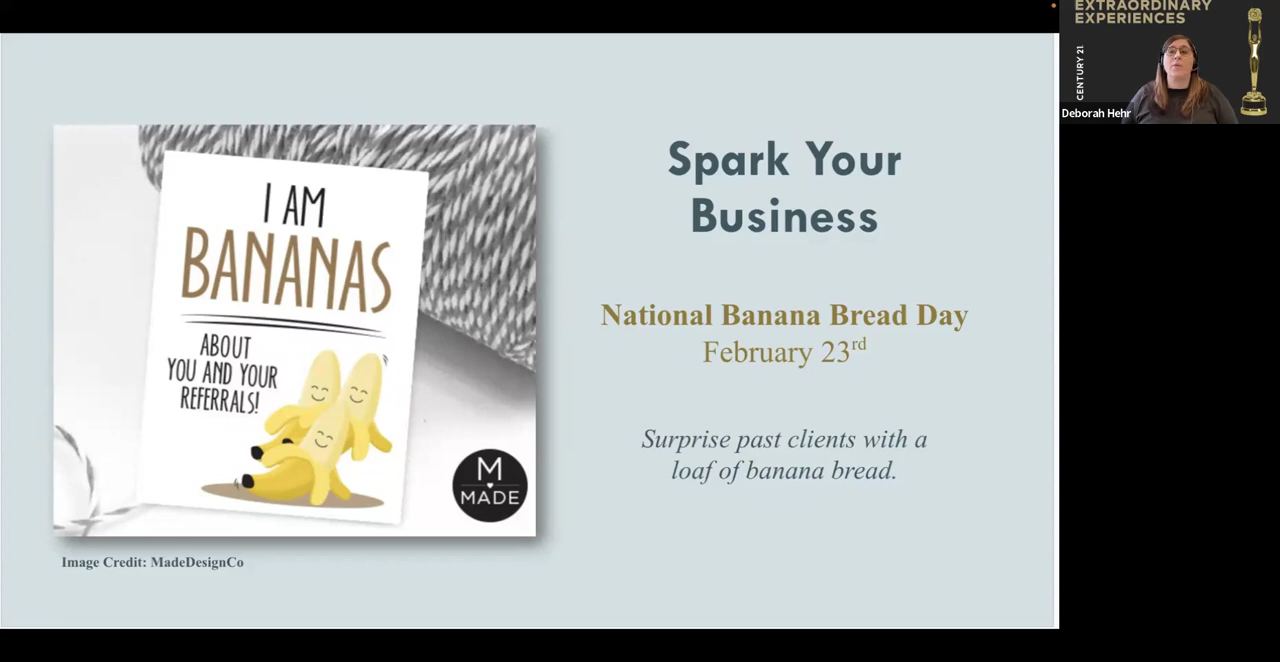 I AM
BANANAS
ABOUT
YOU AND YOUR
REFERRALS!
M
MADE
Image Credit: MadeDesignCo
Spark Your
Business
National Banana Bread Day
February 23rd
Surprise past clients with a
loaf of banana bread.
EXTRAORDINARY
EXPERIENCES
CENTURY 21
Deborah Hehr